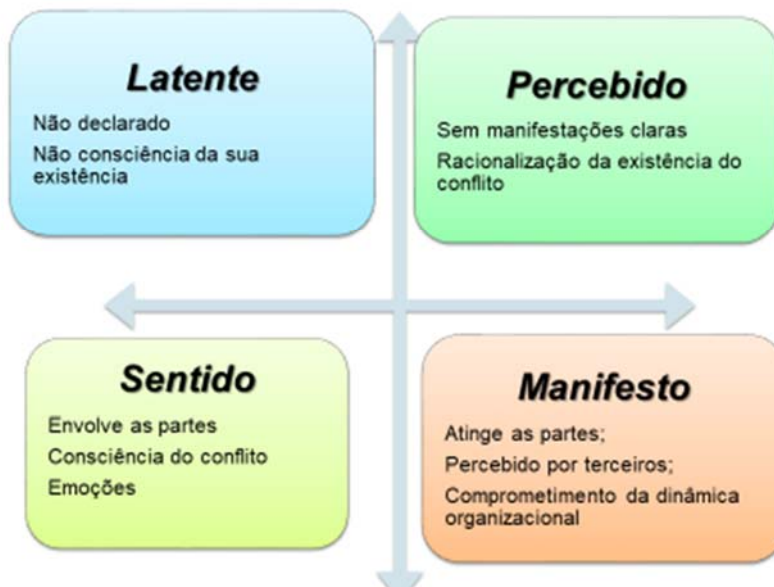 Latente
Não declarado
Não consciência da sua
existência
Percebido
Sem manifestações claras
Racionalização da existência do
conflito
Sentido
Envolve as partes
Consciência do conflito
Emoções
Manifesto
Atinge as partes;
Percebido por terceiros;
Comprometimento da dinâmica
organizacional